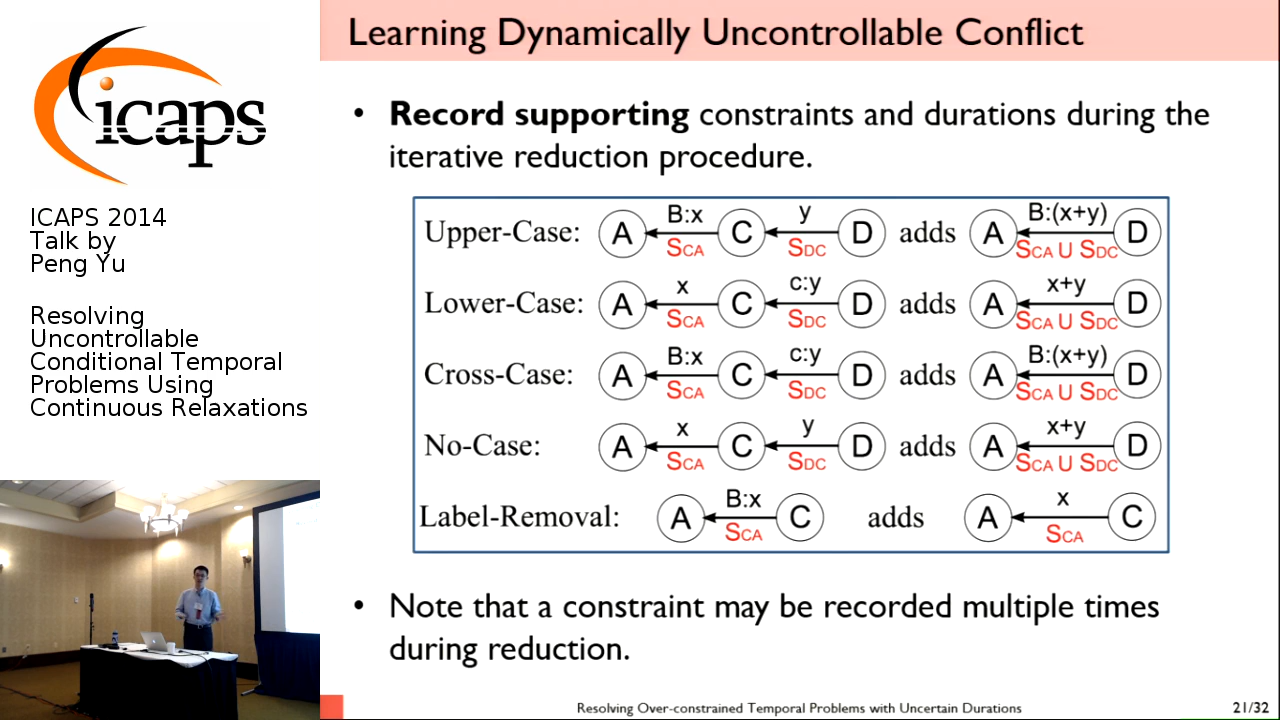 icaps
ICAPS 2014
Talk by
Peng Yu
Resolving
Uncontrollable
Conditional Temporal
Problems Using
Continuous Relaxations
Learning Dynamically Uncontrollable Conflict
• Record supporting constraints and durations during the
iterative reduction procedure.
Upper-Case: A B:x SCA C y SDC D adds A B:(x+y) SCA U SDC D
Lower-Case: A x SCA C c:y SDC D adds A x+y SCA U SDC D
Cross-Case: A B:x SCA C c:y SDC D adds A B:(x+y) SCA U SDC D
No-Case: A x SCA C y SDC D adds A x+y SCA U SDC D
Label-Removal: A B:x SCA C adds A x SCA C
• Note that a constraint may be recorded multiple times
during reduction.
Resolving Over-constrained Temporal Problems with Uncertain Durations
21/32